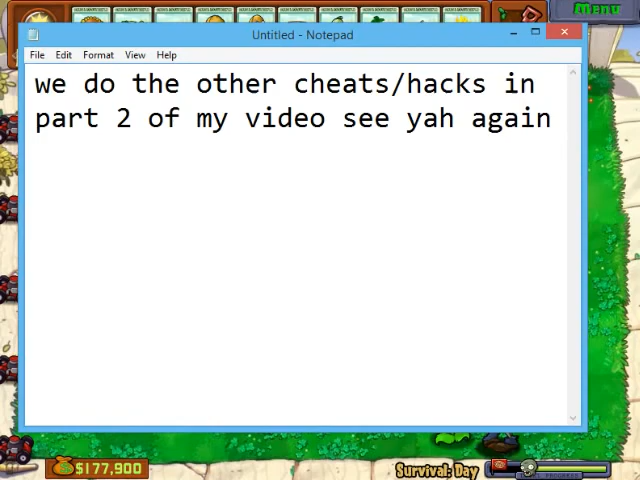 Menu
Untitled - Notepad
File Edit Format View Help
we do the other cheats/hacks in
part 2 of my video see yah again
$177,900
Survival: Day